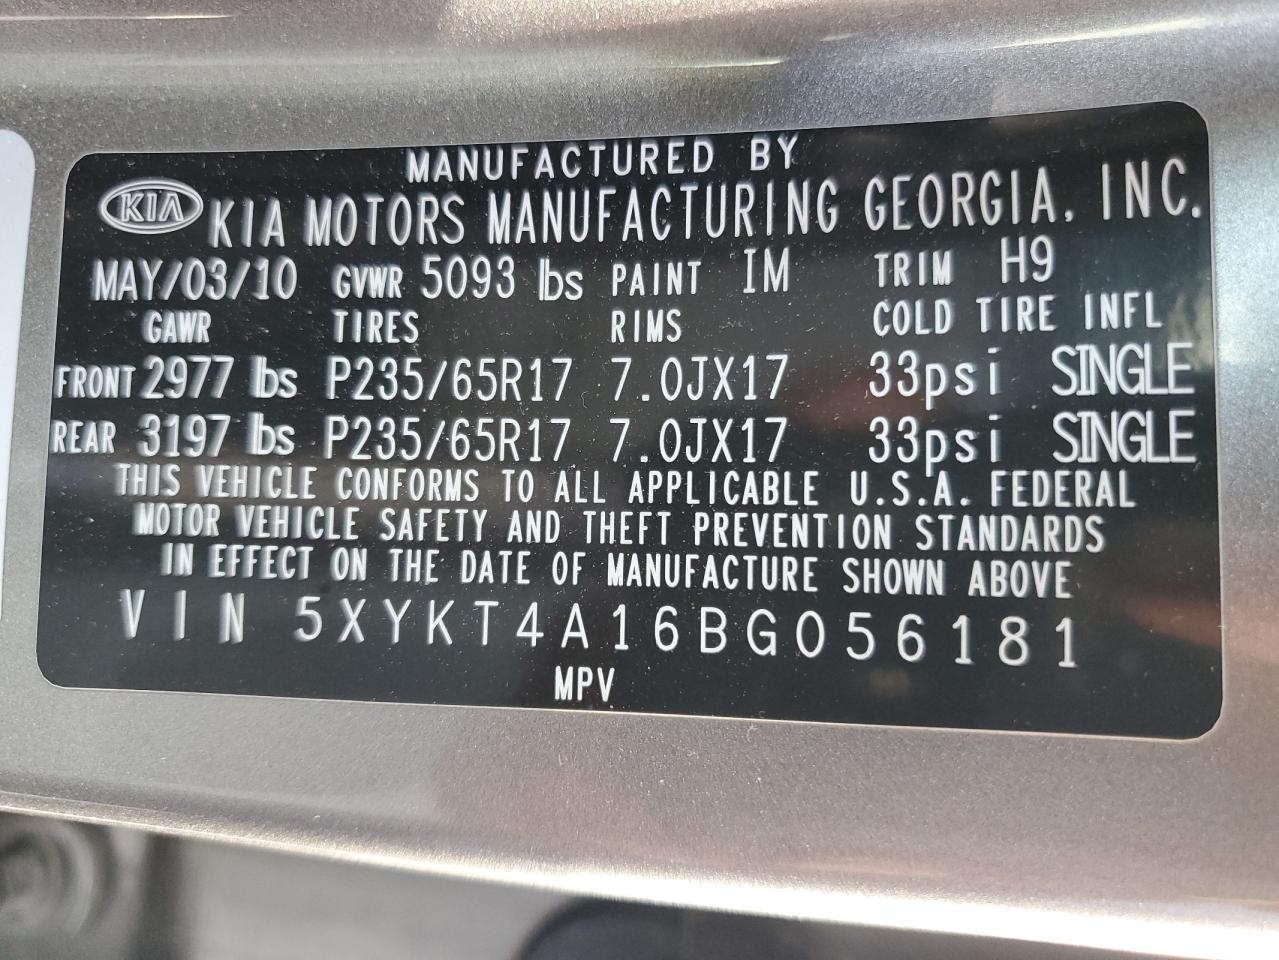 MANUFACTURED BY
KIA KIA MOTORS MANUFACTURING GEORGIA, INC.
MAY/03/10 GVWR 5093 lbs PAINT IM TRIM H9
GAWR TIRES RIMS COLD TIRE INFL
FRONT 2977 lbs P235/65R17 7.0JX17 33psi SINGLE
REAR 3197 lbs P235/65R17 7.0JX17 33psi SINGLE
THIS VEHICLE CONFORMS TO ALL APPLICABLE U.S.A. FEDERAL
MOTOR VEHICLE SAFETY AND THEFT PREVENTION STANDARDS
IN EFFECT ON THE DATE OF MANUFACTURE SHOWN ABOVE
VIN 5XYKT4A16BG056181
MPV